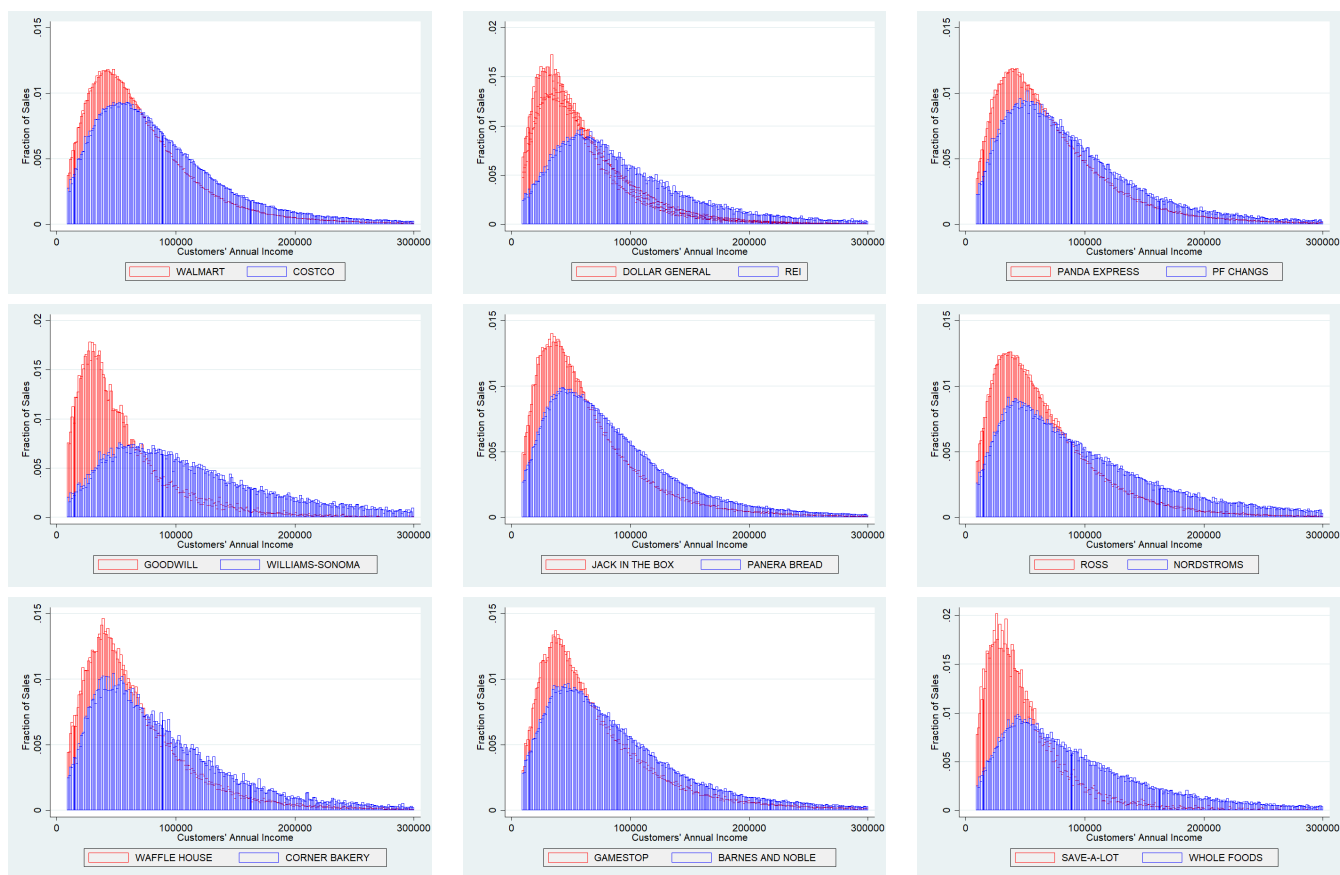 .015
.01
.005
0
Fraction of Sales
0 100000 200000 300000
Customers' Annual Income
WALMART COSTCO
.02
.015
.01
.005
0
Fraction of Sales
0 100000 200000 300000
Customers' Annual Income
DOLLAR GENERAL REI
.015
.01
.005
0
Fraction of Sales
0 100000 200000 300000
Customers' Annual Income
PANDA EXPRESS PF CHANGS
.02
.015
.01
.005
0
Fraction of Sales
0 100000 200000 300000
Customers' Annual Income
GOODWILL WILLIAMS-SONOMA
.015
.01
.005
0
Fraction of Sales
0 100000 200000 300000
Customers' Annual Income
JACK IN THE BOX PANERA BREAD
.015
.01
.005
0
Fraction of Sales
0 100000 200000 300000
Customers' Annual Income
ROSS NORDSTROMS
.015
.01
.005
0
Fraction of Sales
0 100000 200000 300000
Customers' Annual Income
WAFFLE HOUSE CORNER BAKERY
.015
.01
.005
0
Fraction of Sales
0 100000 200000 300000
Customers' Annual Income
GAMESTOP BARNES AND NOBLE
.02
.015
.01
.005
0
Fraction of Sales
0 100000 200000 300000
Customers' Annual Income
SAVE-A-LOT WHOLE FOODS